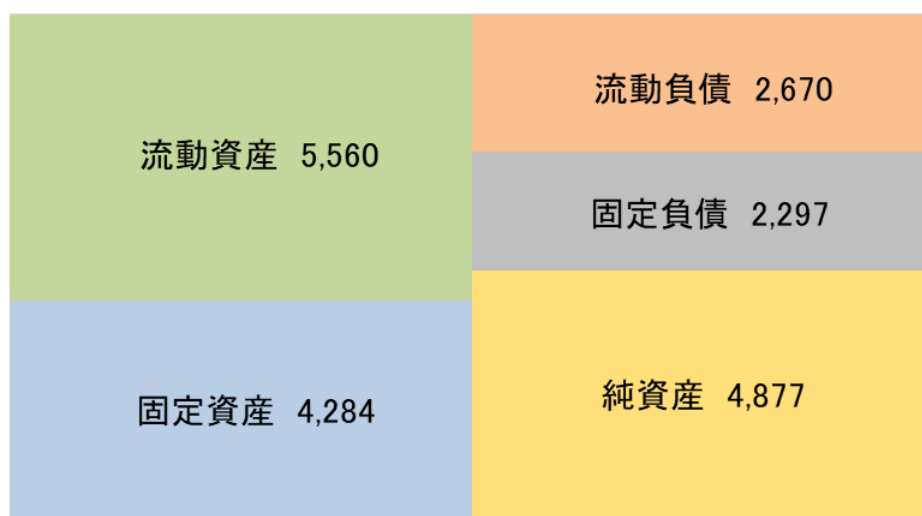 流動資産 5,560
固定資産 4,284
流動負債 2,670
固定負債 2,297
純資産 4,877